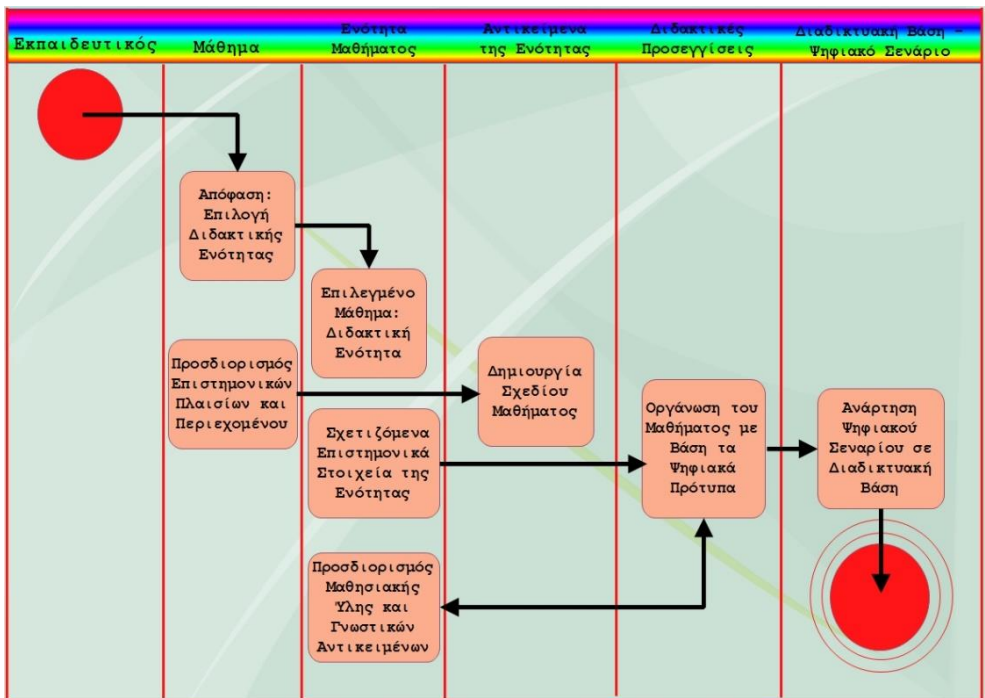 Εκπαιδευτικός
Μάθημα
Ενότητα
Μαθήματος
Αντικείμενα
της Ενότητας
Διδακτικές
Προσεγγίσεις
Διαδικτυακή Βάση -
Ψηφιακό Σενάριο
Απόφαση:
Επιλογή
Διδακτικής
Ενότητας
Επιλεγμένο
Μάθημα:
Διδακτική
Ενότητα
Προσδιορισμός
Επιστημονικών
Πλαισίων και
Περιεχομένου
Δημιουργία
Σχεδίου
Μαθήματος
Σχετιζόμενα
Επιστημονικά
Στοιχεία της
Ενότητας
Οργάνωση του
Μαθήματος με
Βάση τα
Ψηφιακά
Πρότυπα
Ανάρτηση
Ψηφιακού
Σεναρίου σε
Διαδικτυακή
Βάση
Προσδιορισμός
Μαθησιακής
Ύλης και
Γνωστικών
Αντικειμένων